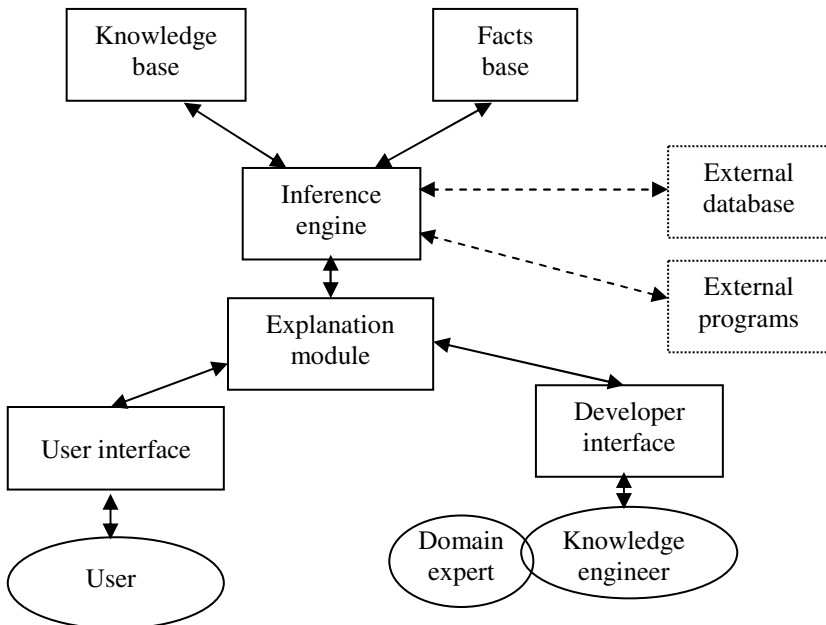 Knowledge
base
Facts
base
Inference
engine
External
database
External
programs
Explanation
module
User interface
Developer
interface
User
Domain
expert
Knowledge
engineer